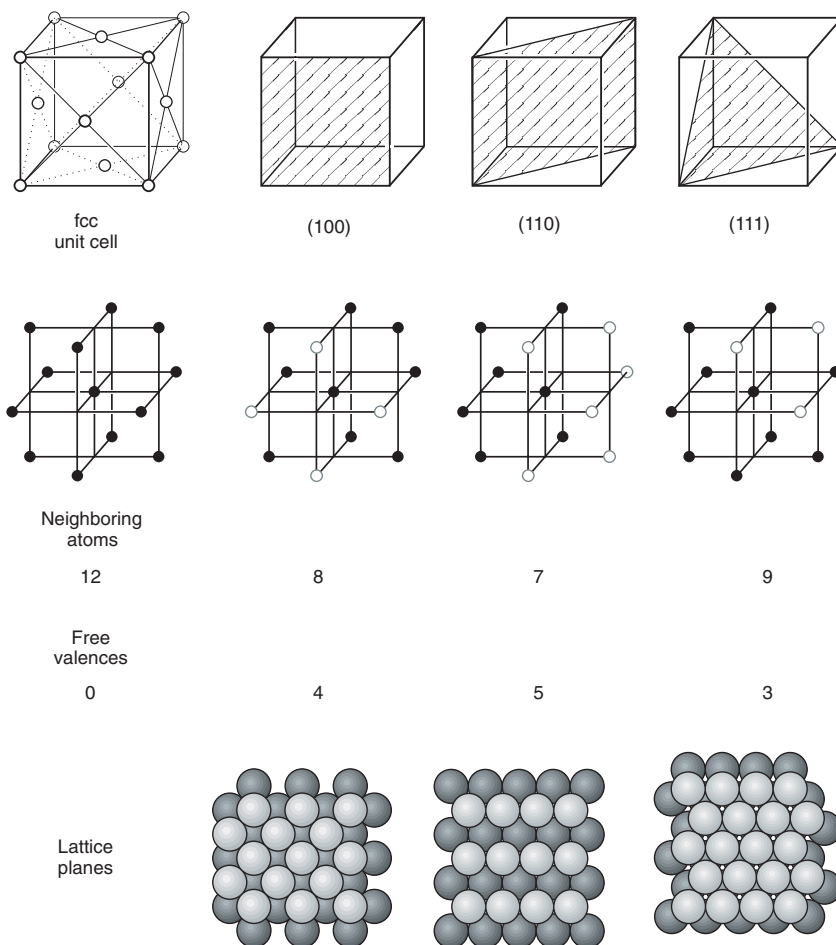 fcc
unit cell
(100)
(110)
(111)
Neighboring
atoms
12
8
7
9
Free
valences
0
4
5
3
Lattice
planes